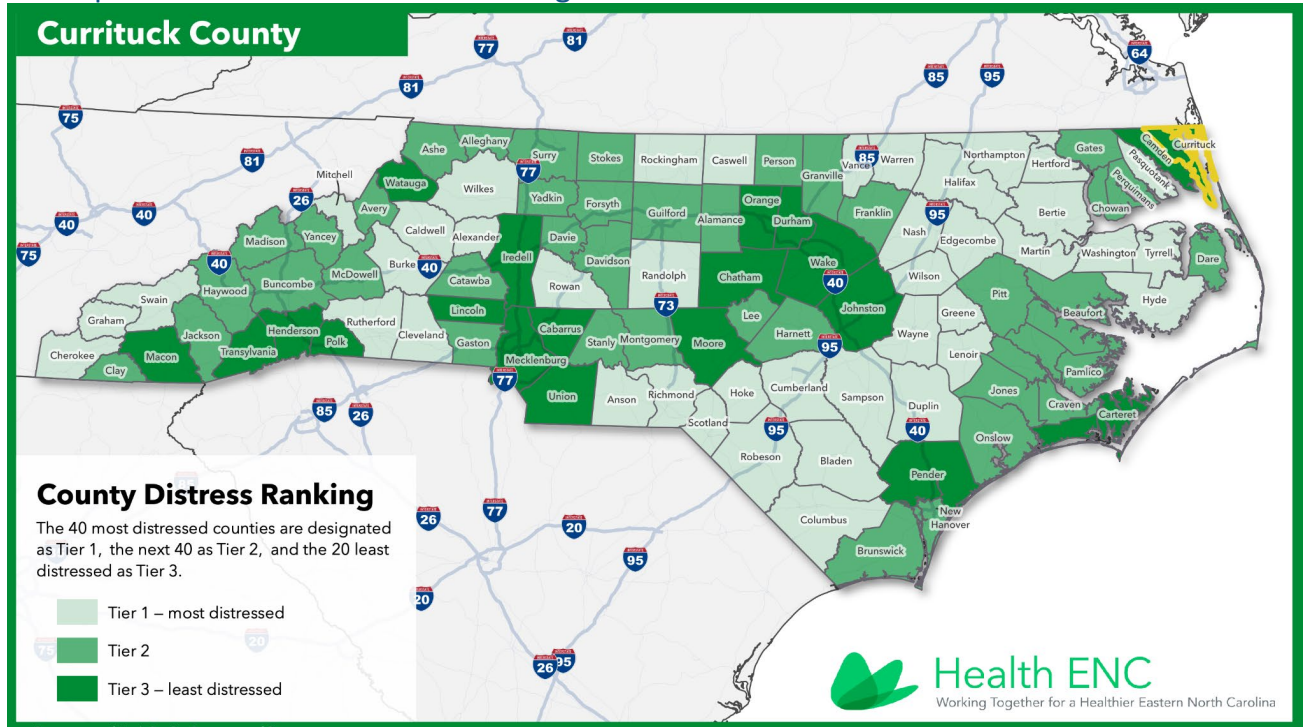 Currituck County
77
81
64
81
85
95
75
Ashe
Alleghany
Surry
Stokes
Rockingham
Caswell
Person
Granville
Vance
85
Warren
Northampton
Hertford
Gates
Camden
Currituck
Pasquotank
Perquimans
Chowan
81
77
Mitchell
Watauga
Wilkes
Yadkin
Forsyth
Guilford
Alamance
Orange
Durham
Franklin
Halifax
95
Bertie
26
Avery
40
40
Madison
Yancey
Caldwell
Alexander
Davie
Nash
Edgecombe
Martin
Washington
Tyrrell
Dare
75
40
McDowell
Burke
40
Iredell
Davidson
Randolph
Chatham
Wake
40
Wilson
Swain
Haywood
Buncombe
Catawba
Rowan
Pitt
Hyde
Graham
Jackson
Henderson
Rutherford
Lincoln
73
Lee
Johnston
Greene
Beaufort
Cherokee
Macon
Transylvania
Polk
Cleveland
Gaston
Cabarrus
Stanly
Montgomery
Moore
Harnett
95
Wayne
Lenoir
Clay
Mecklenburg
Pamlico
77
Union
Anson
Richmond
Hoke
Cumberland
Sampson
Duplin
Jones
Craven
Carteret
85
26
Scotland
95
40
Onslow
Robeson
Bladen
Pender
Columbus
New
Hanover
Brunswick
26
77
20
95
20
26
95
County Distress Ranking
The 40 most distressed counties are designated
as Tier 1, the next 40 as Tier 2, and the 20 least
distressed as Tier 3.
Tier 1 – most distressed
75
20
Tier 2
Tier 3 – least distressed
Health ENC
Working Together for a Healthier Eastern North Carolina